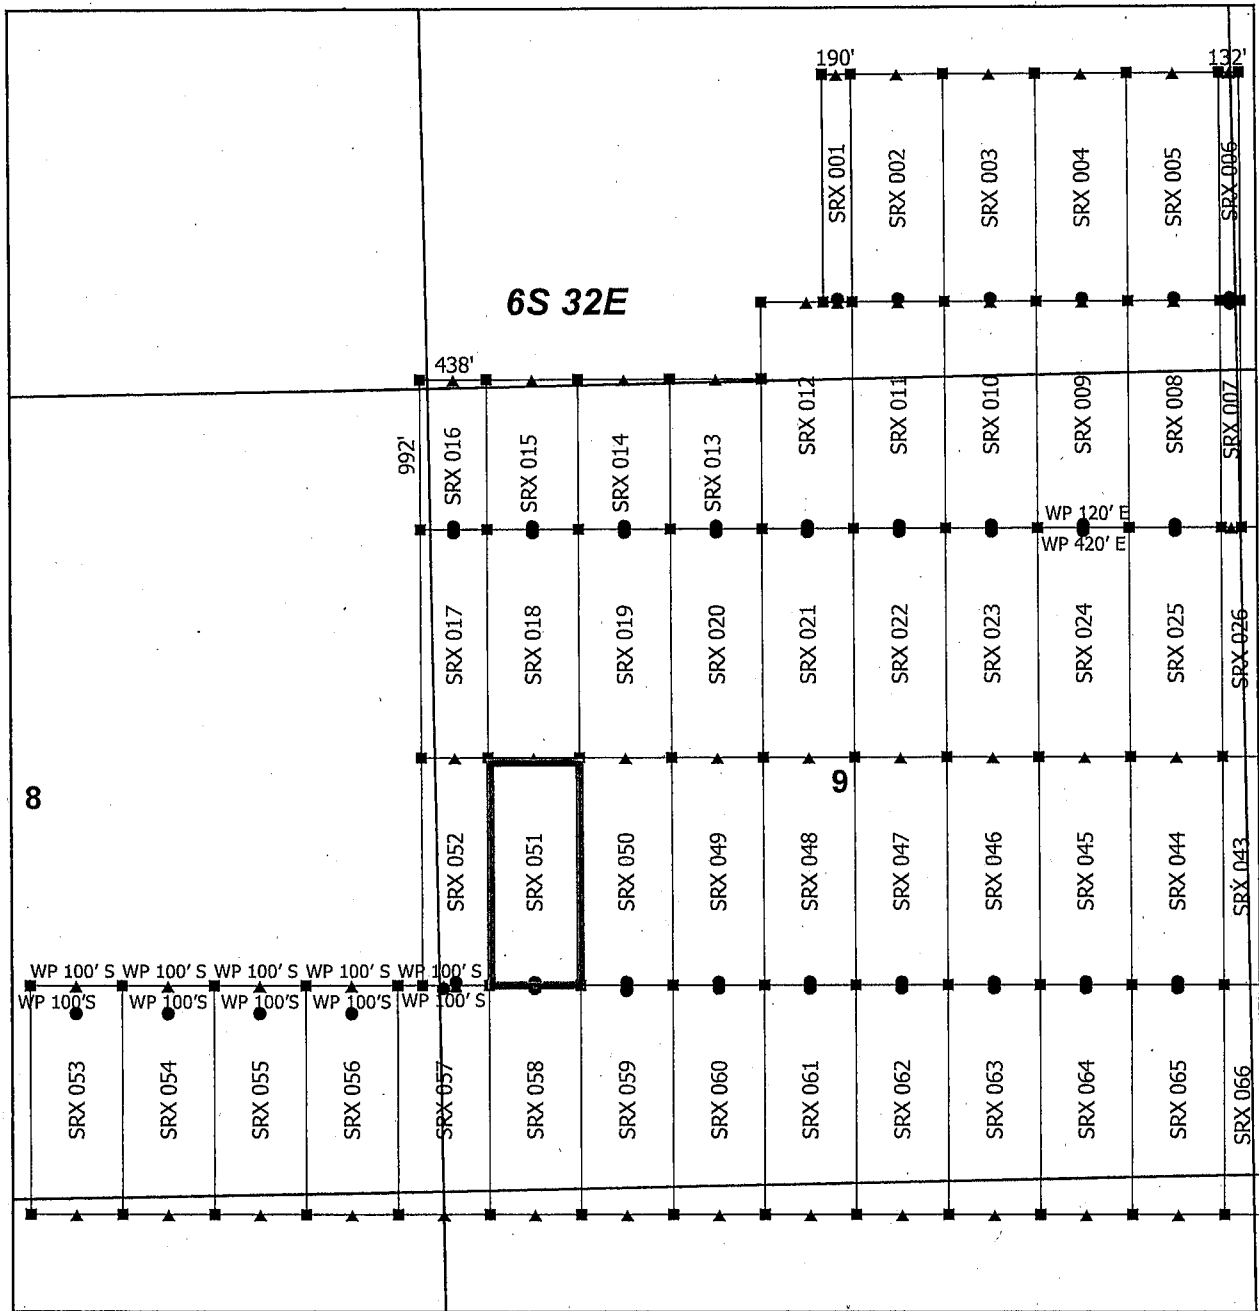 190'
132'
SRX 001
SRX 002
SRX 003
SRX 004
SRX 005
SRX 006
6S 32E
438'
992'
SRX 016
SRX 015
SRX 014
SRX 013
SRX 012
SRX 011
SRX 010
SRX 009
SRX 008
SRX 007
WP 120' E
WP 420' E
SRX 017
SRX 018
SRX 019
SRX 020
SRX 021
SRX 022
SRX 023
SRX 024
SRX 025
SRX 026
8
9
SRX 052
SRX 051
SRX 050
SRX 049
SRX 048
SRX 047
SRX 046
SRX 045
SRX 044
SRX 043
WP 100' S
WP 100' S
WP 100' S
WP 100' S
WP 100' S
WP 100'S
WP 100'S
WP 100'S
WP 100'S
WP 100' S
SRX 053
SRX 054
SRX 055
SRX 056
SRX 057
SRX 058
SRX 059
SRX 060
SRX 061
SRX 062
SRX 063
SRX 064
SRX 065
SRX 066